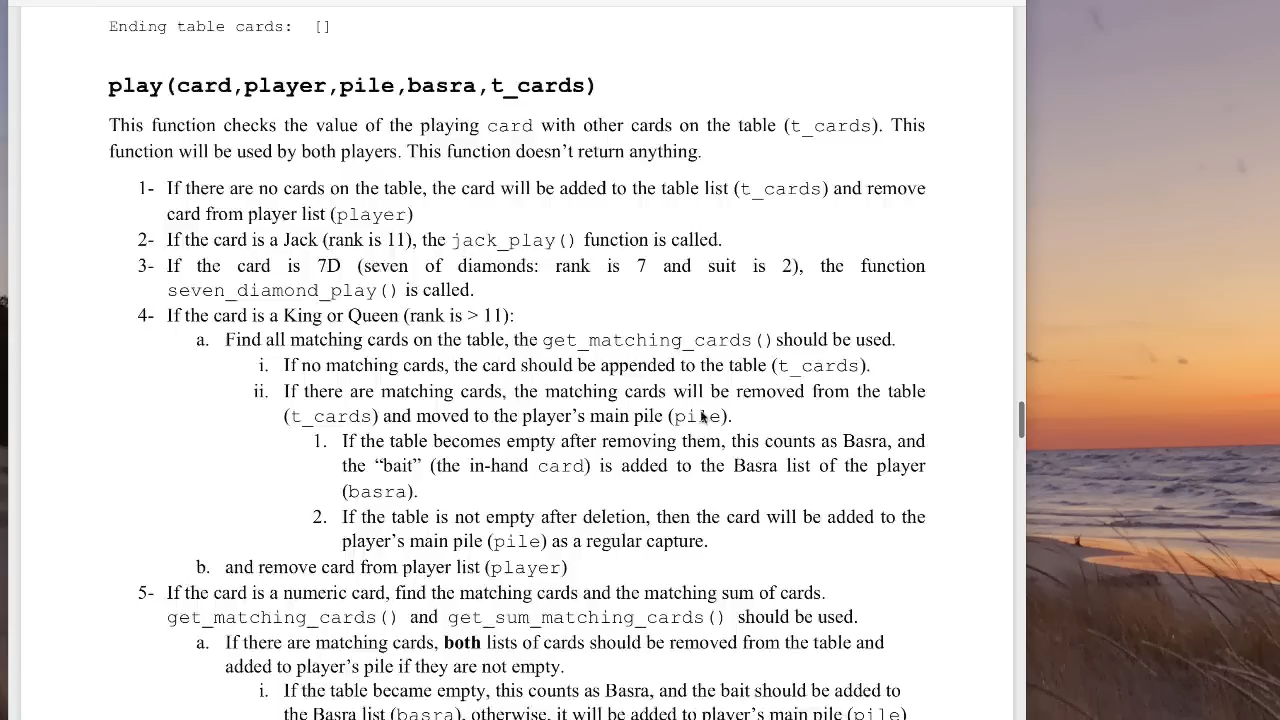 Ending table cards: []
play(card,player,pile,basra,t_cards)
This function checks the value of the playing card with other cards on the table (t_cards). This
function will be used by both players. This function doesn't return anything.
1- If there are no cards on the table, the card will be added to the table list (t_cards) and remove
card from player list (player)
2- If the card is a Jack (rank is 11), the jack_play() function is called.
3- If the card is 7D (seven of diamonds: rank is 7 and suit is 2), the function
seven_diamond_play() is called.
4- If the card is a King or Queen (rank is > 11):
a. Find all matching cards on the table, the get_matching_cards() should be used.
i. If no matching cards, the card should be appended to the table (t_cards).
ii. If there are matching cards, the matching cards will be removed from the table
(t_cards) and moved to the player's main pile (pile).
1. If the table becomes empty after removing them, this counts as Basra, and
the “bait” (the in-hand card) is added to the Basra list of the player
(basra).
2. If the table is not empty after deletion, then the card will be added to the
player's main pile (pile) as a regular capture.
b. and remove card from player list (player)
5- If the card is a numeric card, find the matching cards and the matching sum of cards.
get_matching_cards() and get_sum_matching_cards() should be used.
a. If there are matching cards, both lists of cards should be removed from the table and
added to player's pile if they are not empty.
i. If the table became empty, this counts as Basra, and the bait should be added to
the Basra list (basra), otherwise, it will be added to player's main pile (pile)